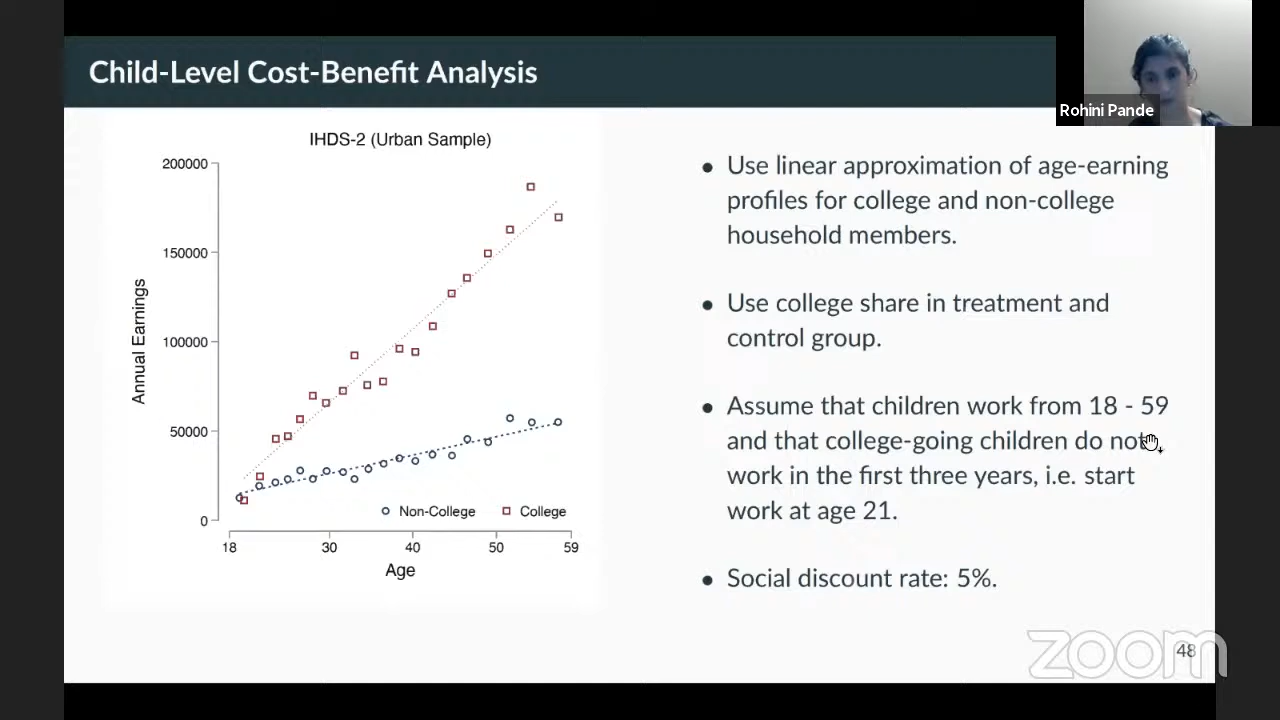 Child-Level Cost-Benefit Analysis
Rohini Pande
IHDS-2 (Urban Sample)
200000
150000
100000
50000
0
Annual Earnings
Non-College
College
18
30
40
50
59
Age
• Use linear approximation of age-earning
profiles for college and non-college
household members.
• Use college share in treatment and
control group.
• Assume that children work from 18 - 59
and that college-going children do not
work in the first three years, i.e. start
work at age 21.
• Social discount rate: 5%.
zoom
48